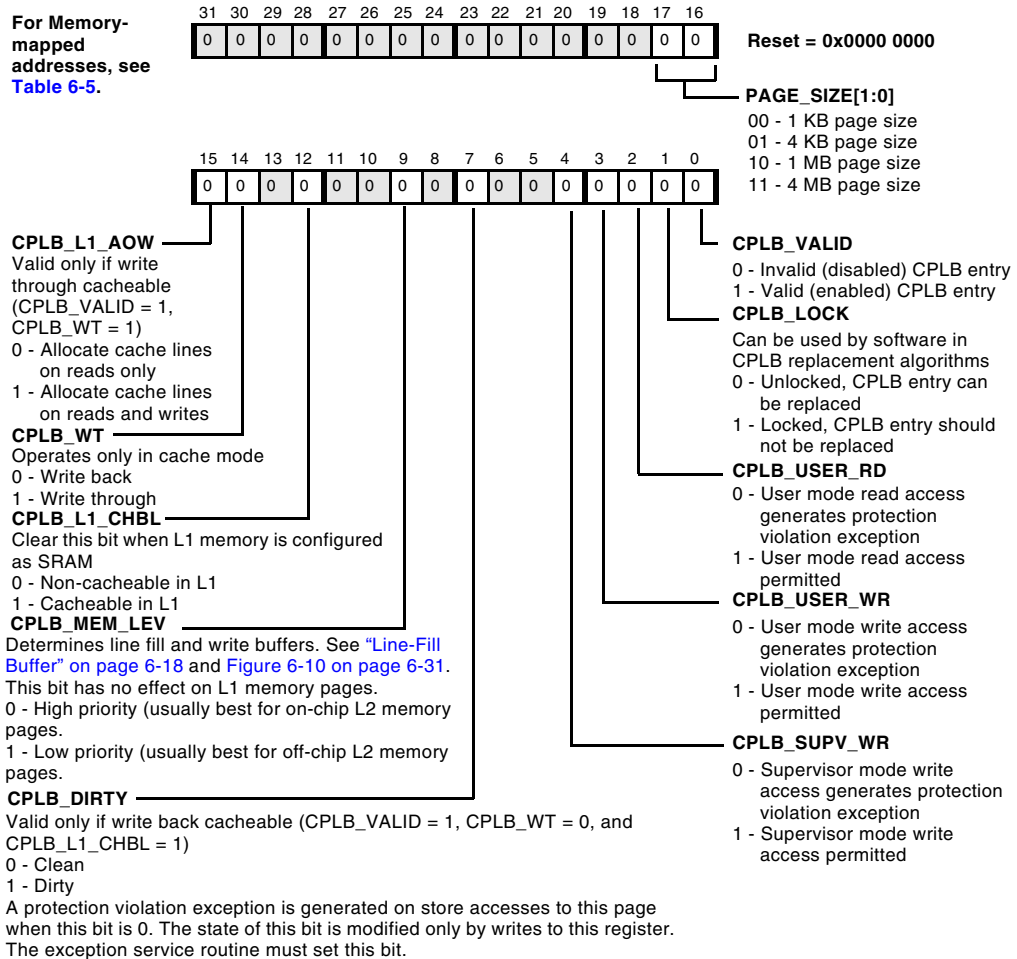 For Memory-
mapped
addresses, see
Table 6-5.
31 30 29 28 27 26 25 24 23 22 21 20 19 18 17 16
0 0 0 0 0 0 0 0 0 0 0 0 0 0 0 0
Reset = 0x0000 0000
PAGE_SIZE[1:0]
00 - 1 KB page size
01 - 4 KB page size
10 - 1 MB page size
11 - 4 MB page size
15 14 13 12 11 10 9 8 7 6 5 4 3 2 1 0
0 0 0 0 0 0 0 0 0 0 0 0 0 0 0 0
CPLB_L1_AOW
Valid only if write
through cacheable
(CPLB_VALID = 1,
CPLB_WT = 1)
0 - Allocate cache lines
on reads only
1 - Allocate cache lines
on reads and writes
CPLB_WT
Operates only in cache mode
0 - Write back
1 - Write through
CPLB_L1_CHBL
Clear this bit when L1 memory is configured
as SRAM
0 - Non-cacheable in L1
1 - Cacheable in L1
CPLB_MEM_LEV
Determines line fill and write buffers. See “Line-Fill
Buffer” on page 6-18 and Figure 6-10 on page 6-31.
This bit has no effect on L1 memory pages.
0 - High priority (usually best for on-chip L2 memory
pages.
1 - Low priority (usually best for off-chip L2 memory
pages.
CPLB_DIRTY
Valid only if write back cacheable (CPLB_VALID = 1, CPLB_WT = 0, and
CPLB_L1_CHBL = 1)
0 - Clean
1 - Dirty
A protection violation exception is generated on store accesses to this page
when this bit is 0. The state of this bit is modified only by writes to this register.
The exception service routine must set this bit.
CPLB_VALID
0 - Invalid (disabled) CPLB entry
1 - Valid (enabled) CPLB entry
CPLB_LOCK
Can be used by software in
CPLB replacement algorithms
0 - Unlocked, CPLB entry can
be replaced
1 - Locked, CPLB entry should
not be replaced
CPLB_USER_RD
0 - User mode read access
generates protection
violation exception
1 - User mode read access
permitted
CPLB_USER_WR
0 - User mode write access
generates protection
violation exception
1 - User mode write access
permitted
CPLB_SUPV_WR
0 - Supervisor mode write
access generates protection
violation exception
1 - Supervisor mode write
access permitted